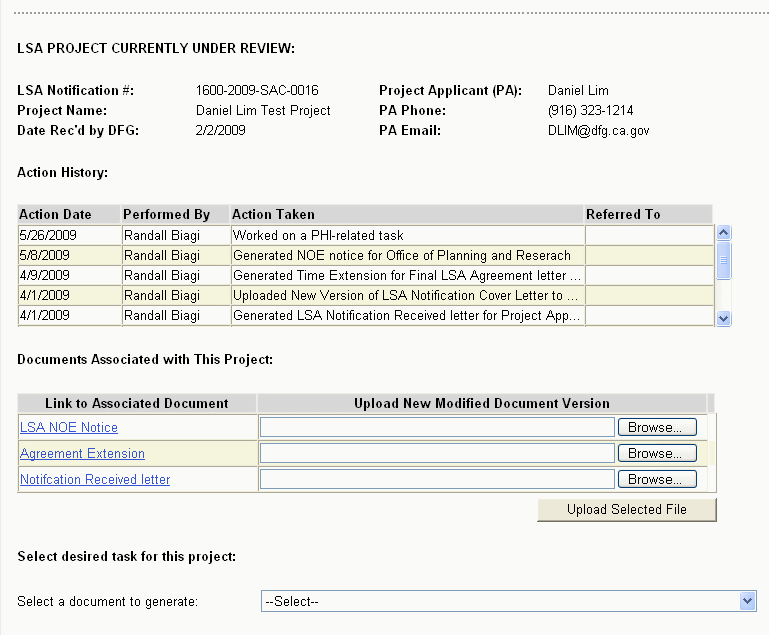 LSA PROJECT CURRENTLY UNDER REVIEW:
LSA Notification #: 1600-2009-SAC-0016 Project Applicant (PA): Daniel Lim
Project Name: Daniel Lim Test Project PA Phone: (916) 323-1214
Date Rec'd by DFG: 2/2/2009 PA Email: DLIM@dfg.ca.gov
Action History:
Action Date Performed By Action Taken Referred To
5/26/2009 Randall Biagi Worked on a PHI-related task
5/8/2009 Randall Biagi Generated NOE notice for Office of Planning and Reserach
4/9/2009 Randall Biagi Generated Time Extension for Final LSA Agreement letter ...
4/1/2009 Randall Biagi Uploaded New Version of LSA Notification Cover Letter to ...
4/1/2009 Randall Biagi Generated LSA Notification Received letter for Project App...
Documents Associated with This Project:
Link to Associated Document Upload New Modified Document Version
LSA NOE Notice Browse...
Agreement Extension Browse...
Notifcation Received letter Browse...
Upload Selected File
Select desired task for this project:
Select a document to generate: --Select--